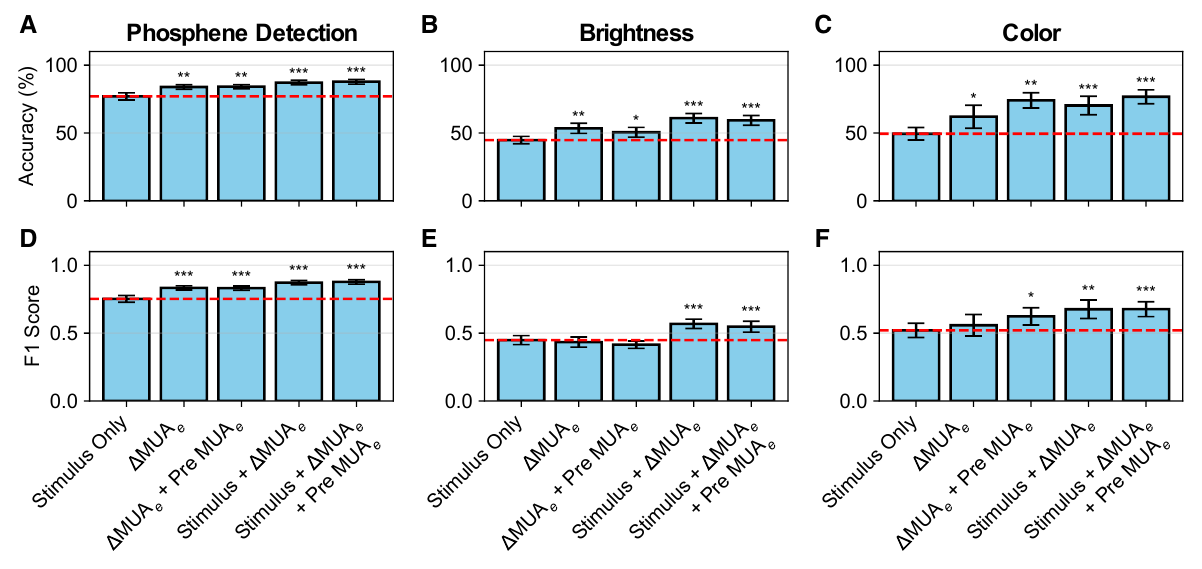 A
Phosphene Detection
Accuracy (%)
100
50
0
**
**
***
***
B
Brightness
100
50
0
**
*
***
***
C
Color
100
50
0
*
**
***
***
D
F1 Score
1.0
0.5
0.0
***
***
***
***
Stimulus Only
ΔMUAe
ΔMUAe + Pre MUAe
Stimulus + ΔMUAe
Stimulus + ΔMUAe
+ Pre MUAe
E
1.0
0.5
0.0
***
***
Stimulus Only
ΔMUAe
ΔMUAe + Pre MUAe
Stimulus + ΔMUAe
Stimulus + ΔMUAe
+ Pre MUAe
F
1.0
0.5
0.0
*
**
***
Stimulus Only
ΔMUAe
ΔMUAe + Pre MUAe
Stimulus + ΔMUAe
Stimulus + ΔMUAe
+ Pre MUAe